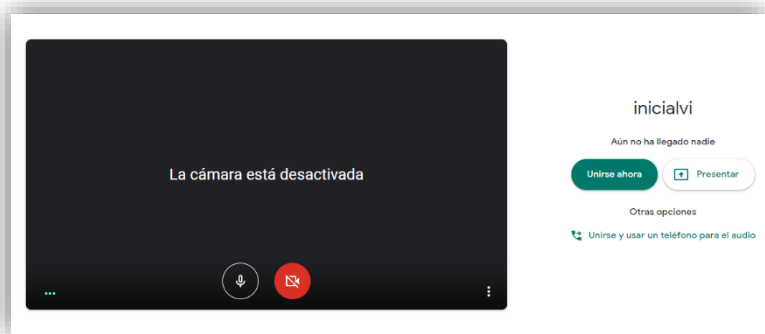 La cámara está desactivada
inicialvi
Aún no ha llegado nadie
Unirse ahora
Presentar
Otras opciones
Unirse y usar un teléfono para el audio